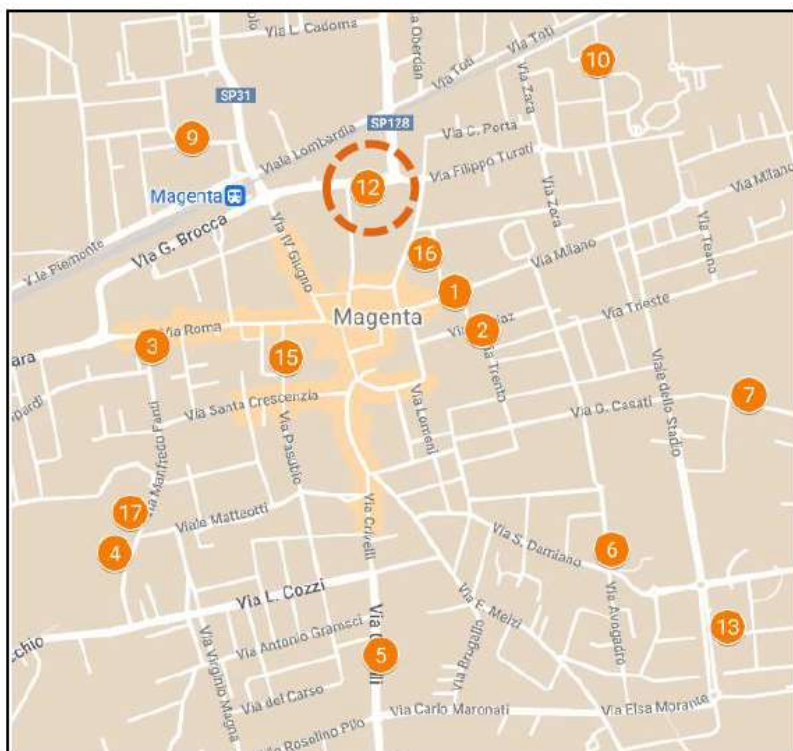 Via L. Cadorna
Via Toti
Via Toti
10
SP31
SP128
Via Zara
9
Viale Lombardia
Via C. Porta
Via Filippo Turati
Magenta
12
Via Milano
V.le Piemonte
Via G. Brocca
Via IV Giugno
Via Zara
Via Teano
16
Via Milano
1
Via Trieste
Magenta
2
Via Roma
3
15
Via Trento
Viale dello Stadio
7
Via Santa Crescenzia
Via Lomeni
Via G. Casati
Via Pasubio
17
Viale Matteotti
4
Via Crivelli
Via S. Damiano
6
Via L. Cozzi
Via E. Melzi
Via Avogadro
13
Via Antonio Gramsci
5
Via Brugallo
Via Virginio
Magna
Via del Carso
Via Carlo Maronati
Via Elsa Morante
Via Roselino Pilo